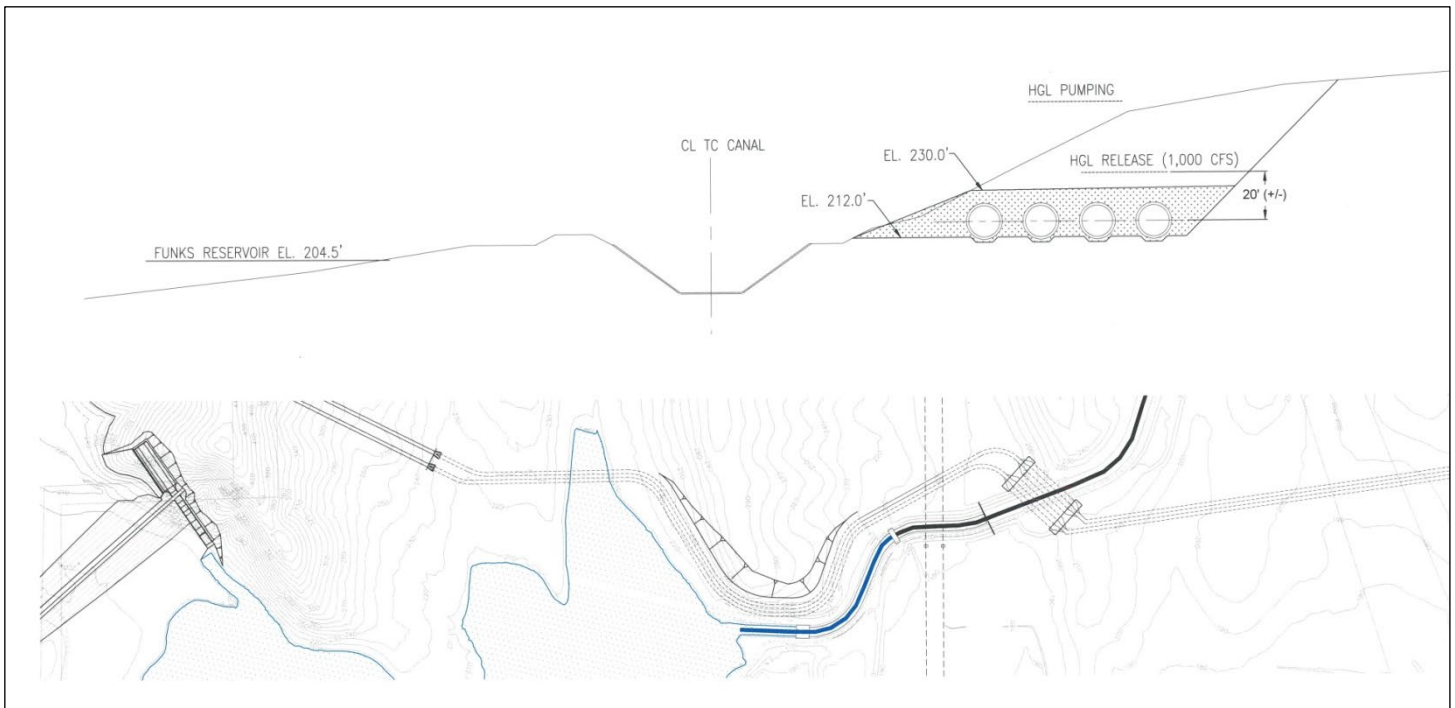 HGL PUMPING
CL TC CANAL
EL. 230.0'
HGL RELEASE (1,000 CFS)
20' (+/-)
EL. 212.0'
FUNKS RESERVOIR EL. 204.5'